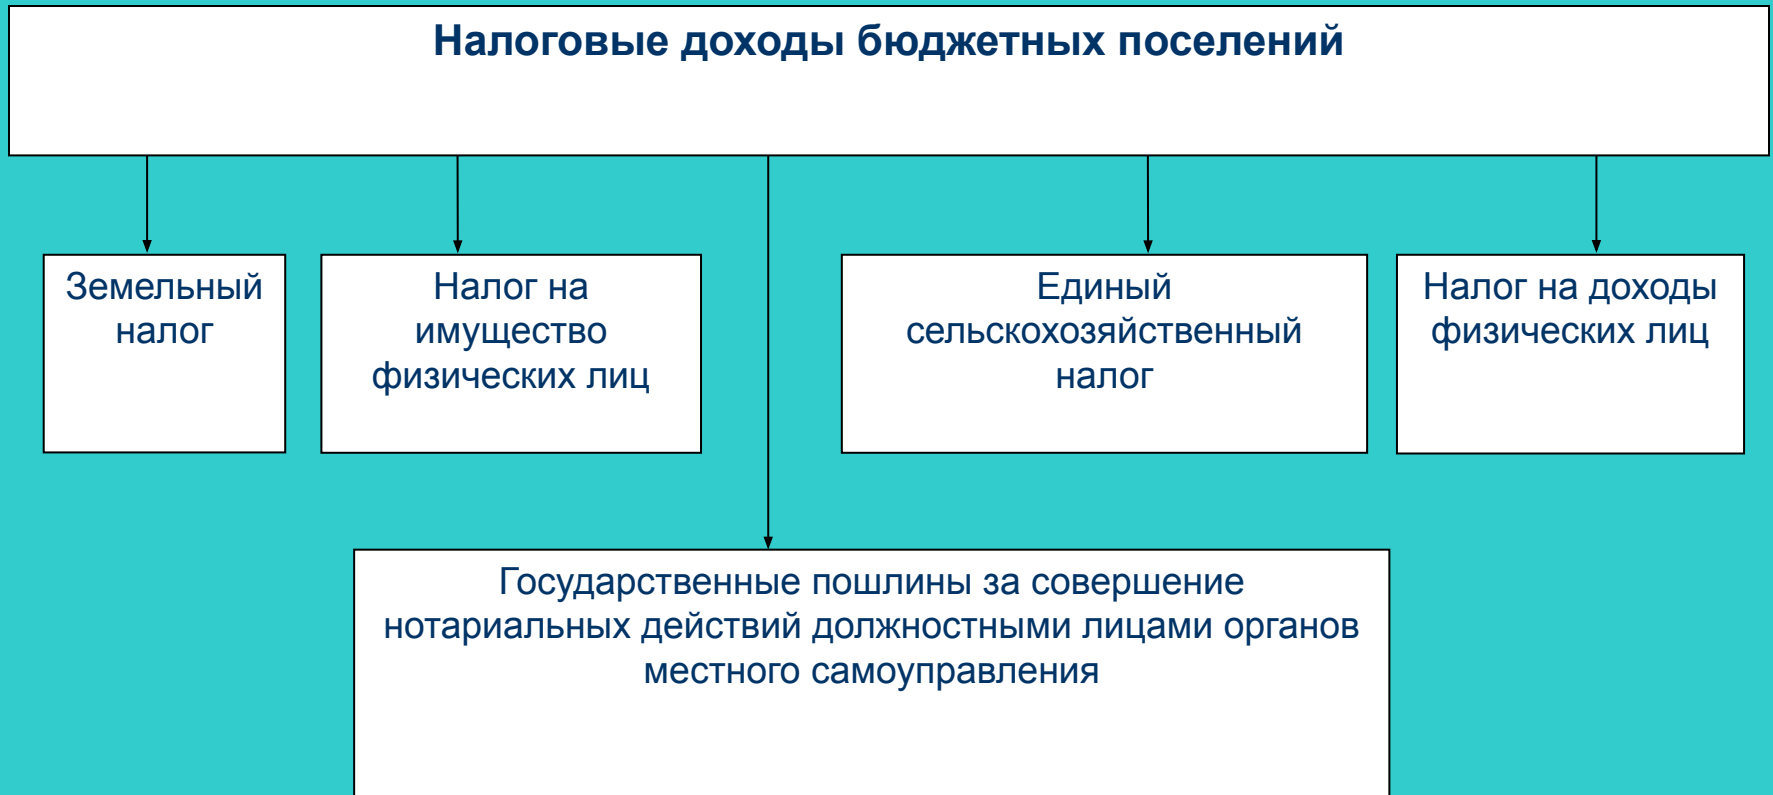 Налоговые доходы бюджетных поселений
Земельный
налог
Налог на
имущество
физических лиц
Единый
сельскохозяйственный
налог
Налог на доходы
физических лиц
Государственные пошлины за совершение
нотариальных действий должностными лицами органов
местного самоуправления